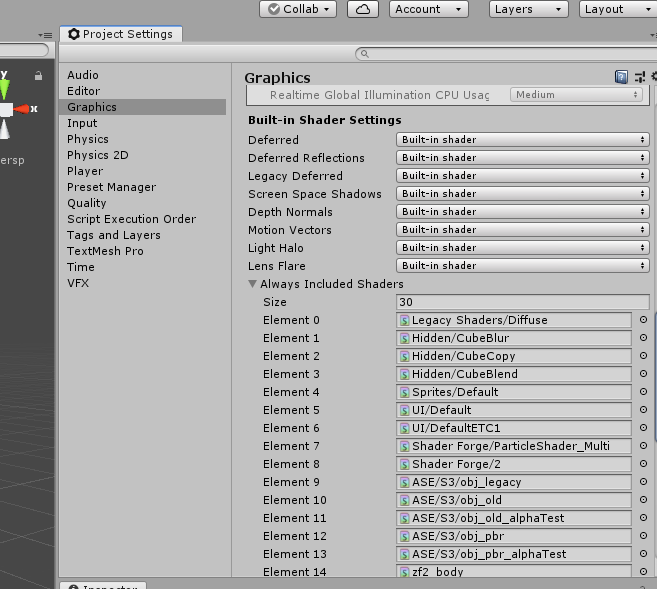 Collab Account Layers Layout
Project Settings
y
x
ersp
Audio
Editor
Graphics
Input
Physics
Physics 2D
Player
Preset Manager
Quality
Script Execution Order
Tags and Layers
TextMesh Pro
Time
VFX
Graphics
Realtime Global Illumination CPU Usag Medium
Built-in Shader Settings
Deferred Built-in shader
Deferred Reflections Built-in shader
Legacy Deferred Built-in shader
Screen Space Shadows Built-in shader
Depth Normals Built-in shader
Motion Vectors Built-in shader
Light Halo Built-in shader
Lens Flare Built-in shader
Always Included Shaders
Size 30
Element 0 Legacy Shaders/Diffuse
Element 1 Hidden/CubeBlur
Element 2 Hidden/CubeCopy
Element 3 Hidden/CubeBlend
Element 4 Sprites/Default
Element 5 UI/Default
Element 6 UI/DefaultETC1
Element 7 Shader Forge/ParticleShader_Multi
Element 8 Shader Forge/2
Element 9 ASE/S3/obj_legacy
Element 10 ASE/S3/obj_old
Element 11 ASE/S3/obj_old_alphaTest
Element 12 ASE/S3/obj_pbr
Element 13 ASE/S3/obj_pbr_alphaTest
Element 14 zf2_body
Inspector